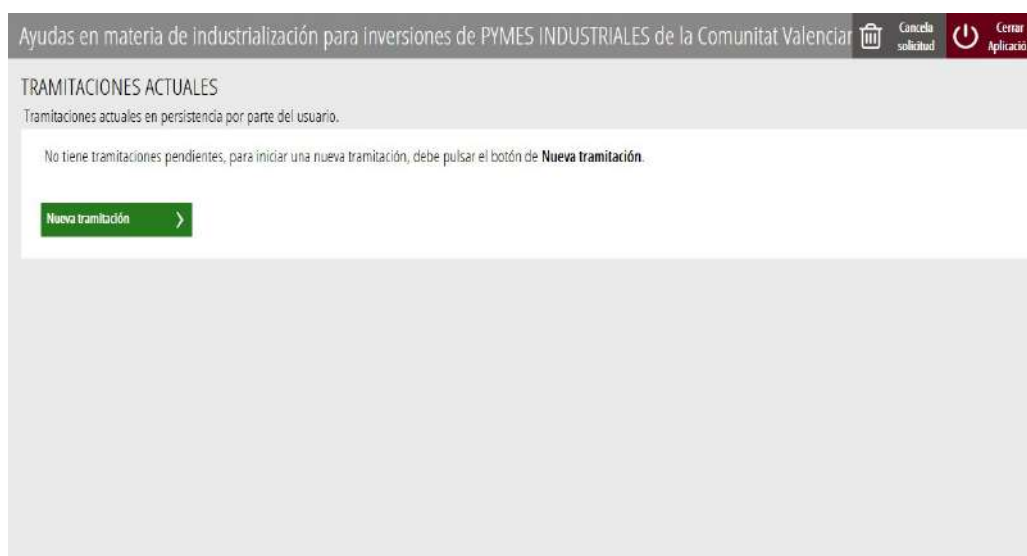 Ayudas en materia de industrialización para inversiones de PYMES INDUSTRIALES de la Comunitat Valencian
Cancela
solicitud
Cerrar
Aplicació
TRAMITACIONES ACTUALES
Tramitaciones actuales en persistencia por parte del usuario.
No tiene tramitaciones pendientes, para iniciar una nueva tramitación, debe pulsar el botón de Nueva tramitación.
Nueva tramitación